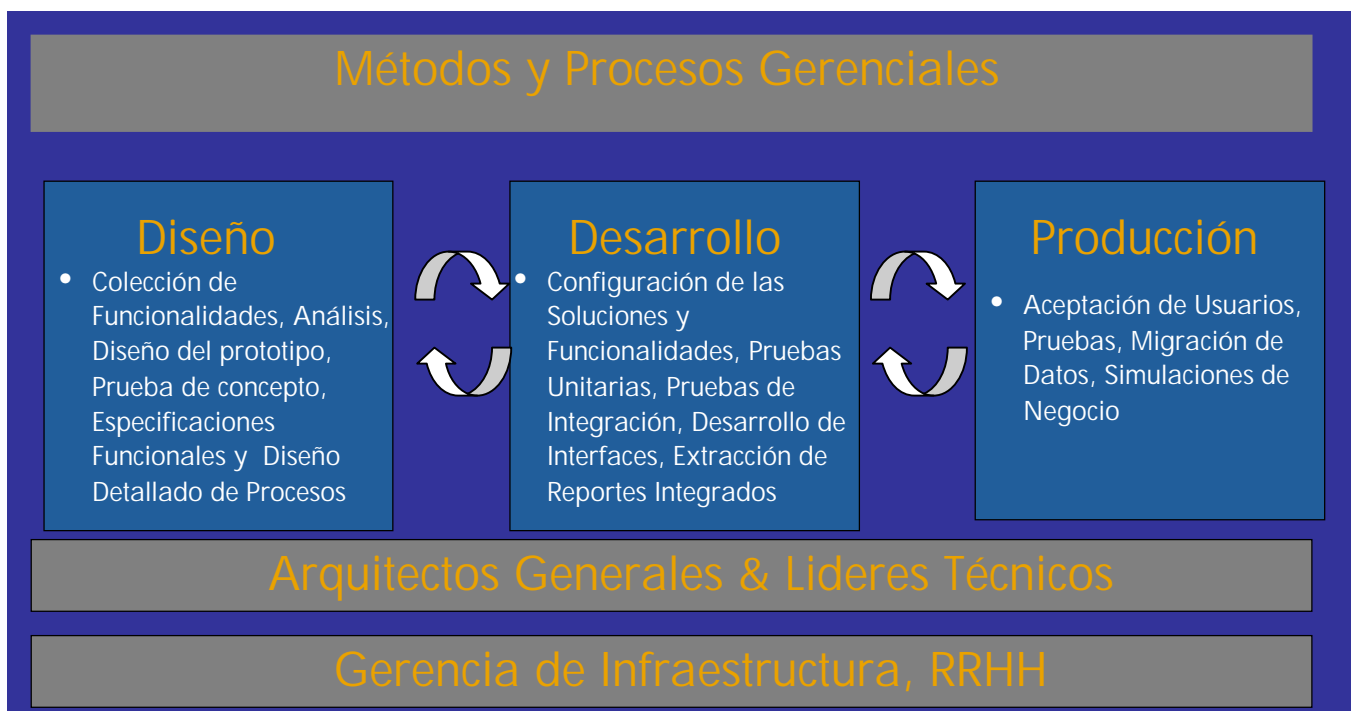 Métodos y Procesos Gerenciales
Diseño
• Colección de
Funcionalidades, Análisis,
Diseño del prototipo,
Prueba de concepto,
Especificaciones
Funcionales y Diseño
Detallado de Procesos
Desarrollo
• Configuración de las
Soluciones y
Funcionalidades, Pruebas
Unitarias, Pruebas de
Integración, Desarrollo de
Interfaces, Extracción de
Reportes Integrados
Producción
• Aceptación de Usuarios,
Pruebas, Migración de
Datos, Simulaciones de
Negocio
Arquitectos Generales & Lideres Técnicos
Gerencia de Infraestructura, RRHH